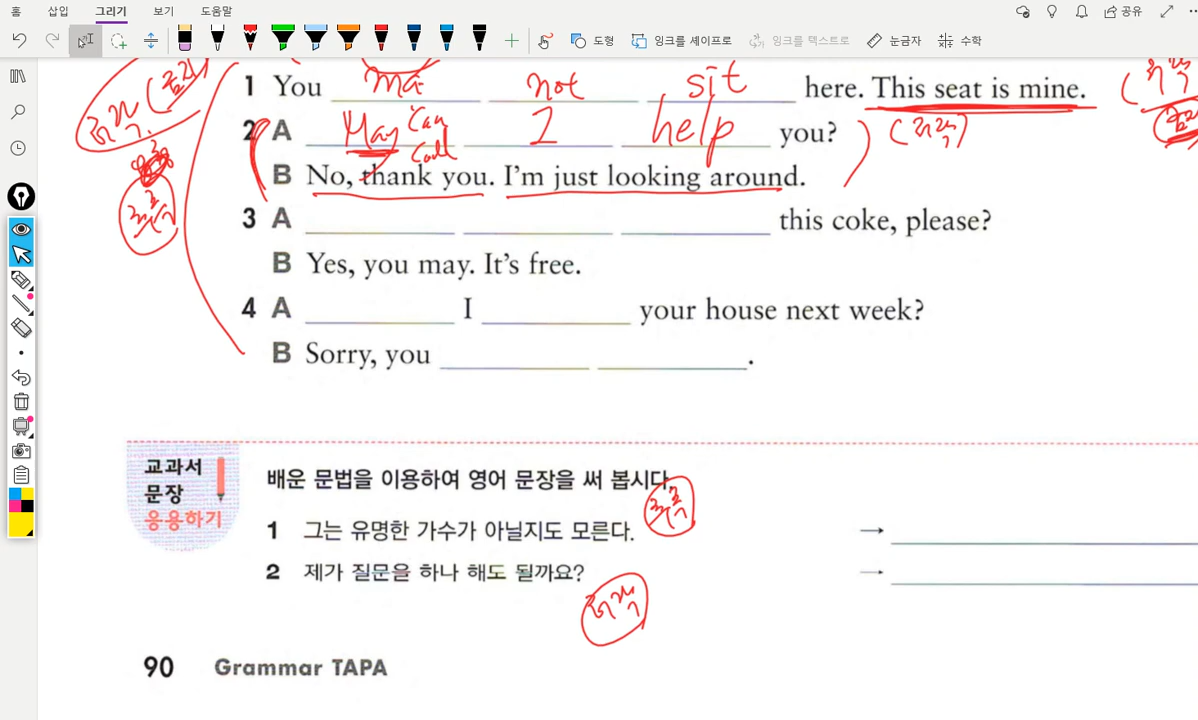 홈 삽입 그리기 보기 도움말 공유
도형 잉크를 셰이프로 잉크를 텍스트로 눈금자 수학
1 You ma not sit here. This seat is mine.
2 A May I help you? (허락)
Can
B No, thank you. I'm just looking around.
3 A this coke, please?
B Yes, you may. It's free.
4 A I your house next week?
B Sorry, you .
교과서
문장
응용하기
배운 문법을 이용하여 영어 문장을 써 봅시다.
1 그는 유명한 가수가 아닐지도 모른다. →
2 제가 질문을 하나 해도 될까요? →
허락
90 Grammar TAPA